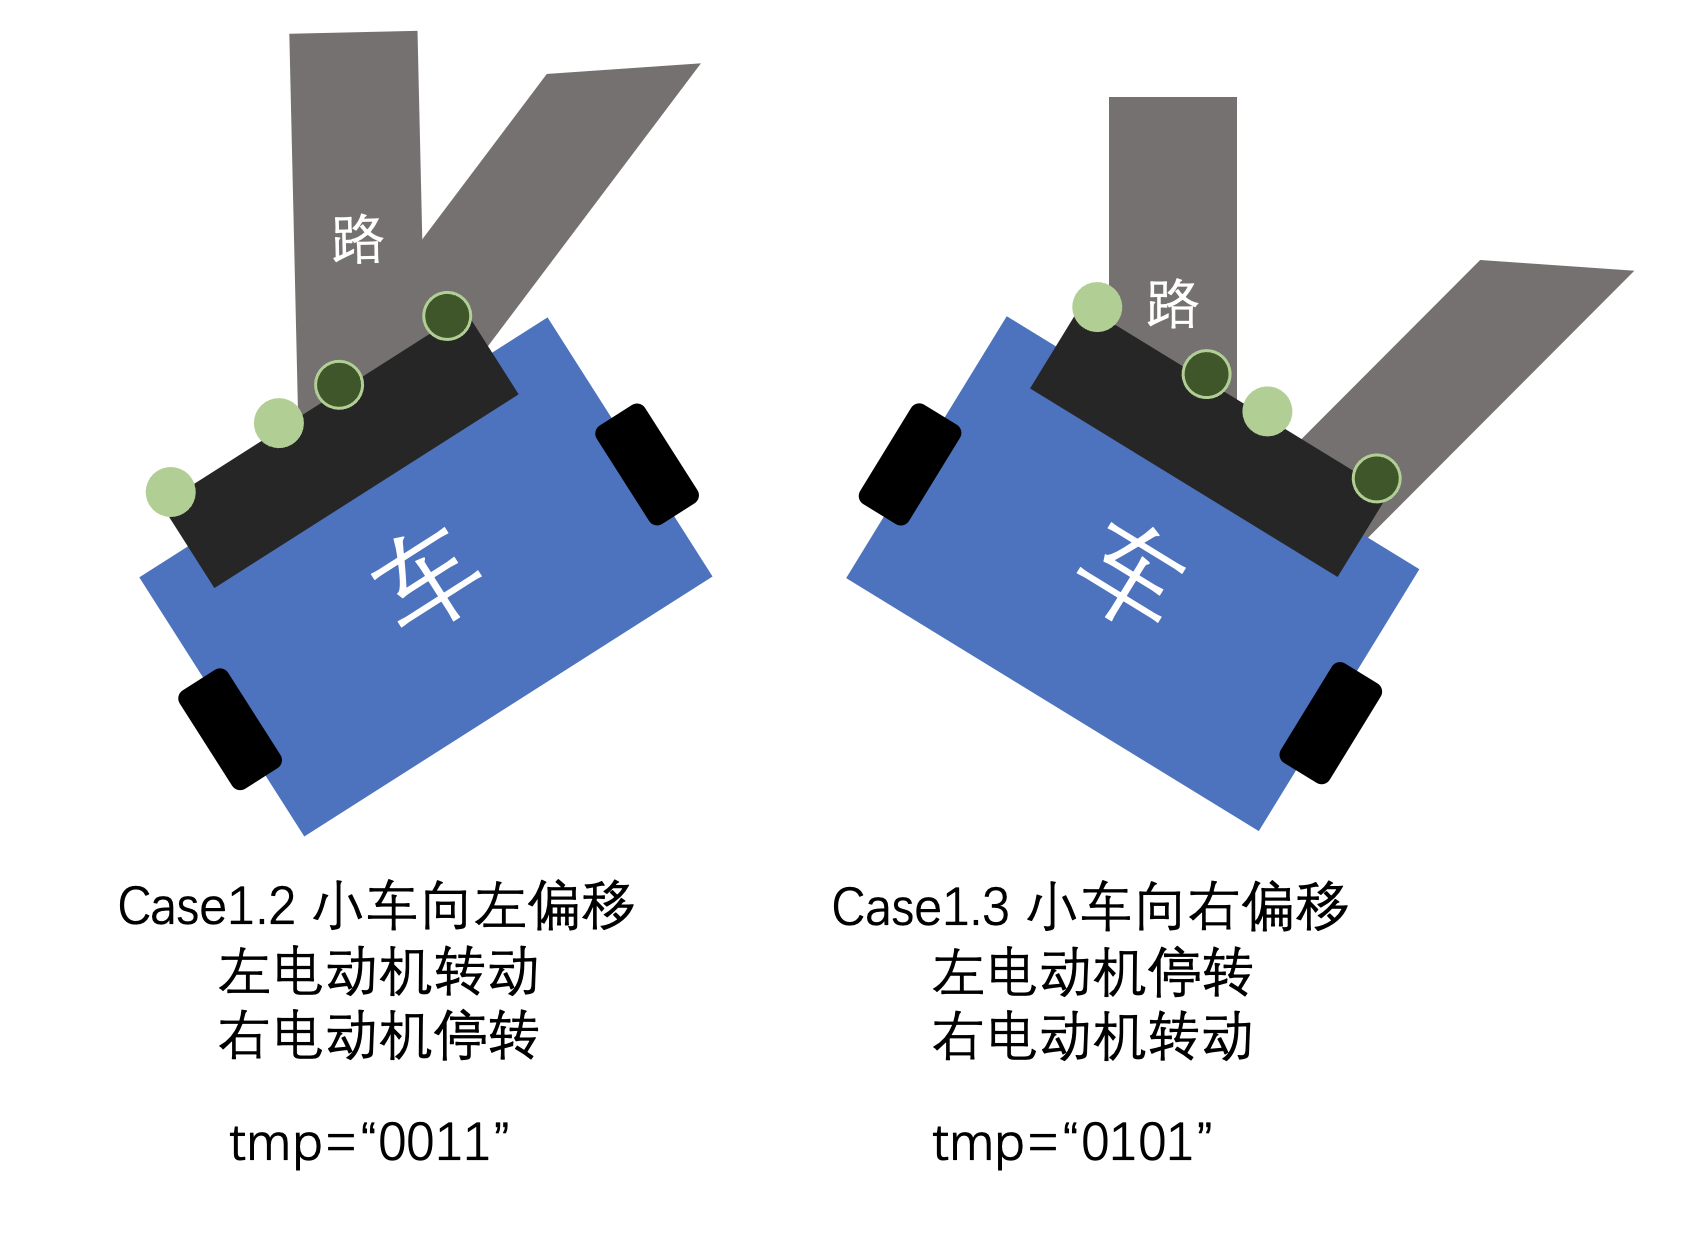 路
车
Case1.2 小车向左偏移
左电动机转动
右电动机停转
tmp=“0011”
路
车
Case1.3 小车向右偏移
左电动机停转
右电动机转动
tmp=“0101”